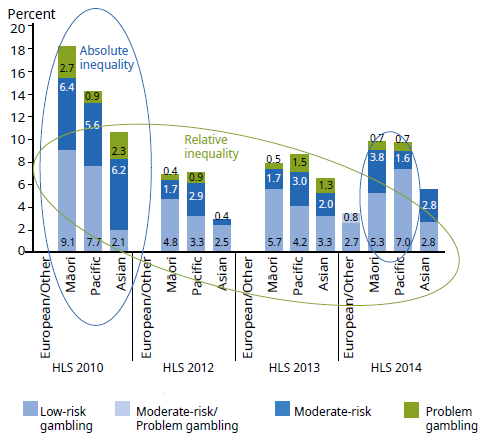 Percent
20
18
16
14
12
10
8
6
4
2
0
Absolute
inequality
Relative
inequality
2.7
6.4
9.1
0.9
5.6
7.7
2.3
6.2
2.1
0.4
1.7
4.8
0.9
2.9
3.3
0.4
2.5
0.5
1.7
5.7
1.5
3.0
4.2
1.3
2.0
3.3
0.8
2.7
0.7
3.8
5.3
0.7
1.6
7.0
2.8
2.8
European/Other
Māori
Pacific
Asian
European/Other
Māori
Pacific
Asian
European/Other
Māori
Pacific
Asian
European/Other
Māori
Pacific
Asian
HLS 2010
HLS 2012
HLS 2013
HLS 2014
Low-risk
gambling
Moderate-risk/
Problem gambling
Moderate-risk
Problem
gambling